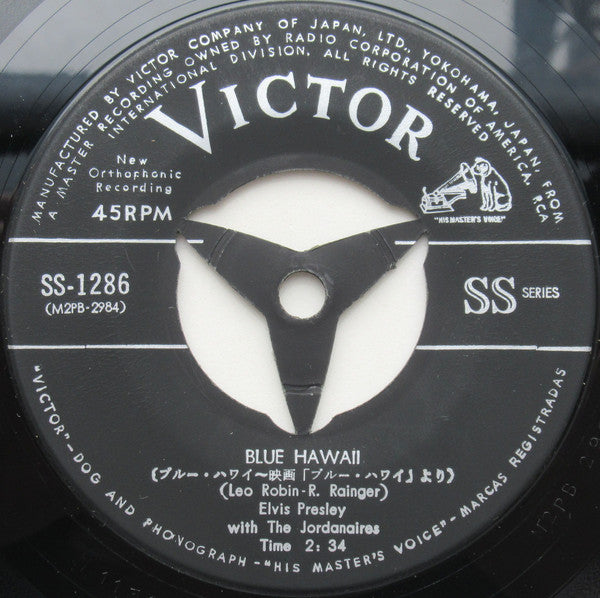 MANUFACTURED BY VICTOR COMPANY OF JAPAN, LTD., YOKOHAMA, JAPAN, FROM
A MASTER RECORDING OWNED BY RADIO CORPORATION OF AMERICA, RCA
INTERNATIONAL DIVISION, ALL RIGHTS RESERVED
VICTOR
New
Orthophonic
Recording
45RPM
"HIS MASTER'S VOICE"
SS-1286
(M2PB-2984)
SS SERIES
BLUE HAWAII
(ブルー・ハワイ〜映画「ブルー・ハワイ」より)
(Leo Robin-R. Rainger)
Elvis Presley
with The Jordanaires
Time 2: 34
"VICTOR"-DOG AND PHONOGRAPH-"HIS MASTER'S VOICE"-MARCAS REGISTRADAS